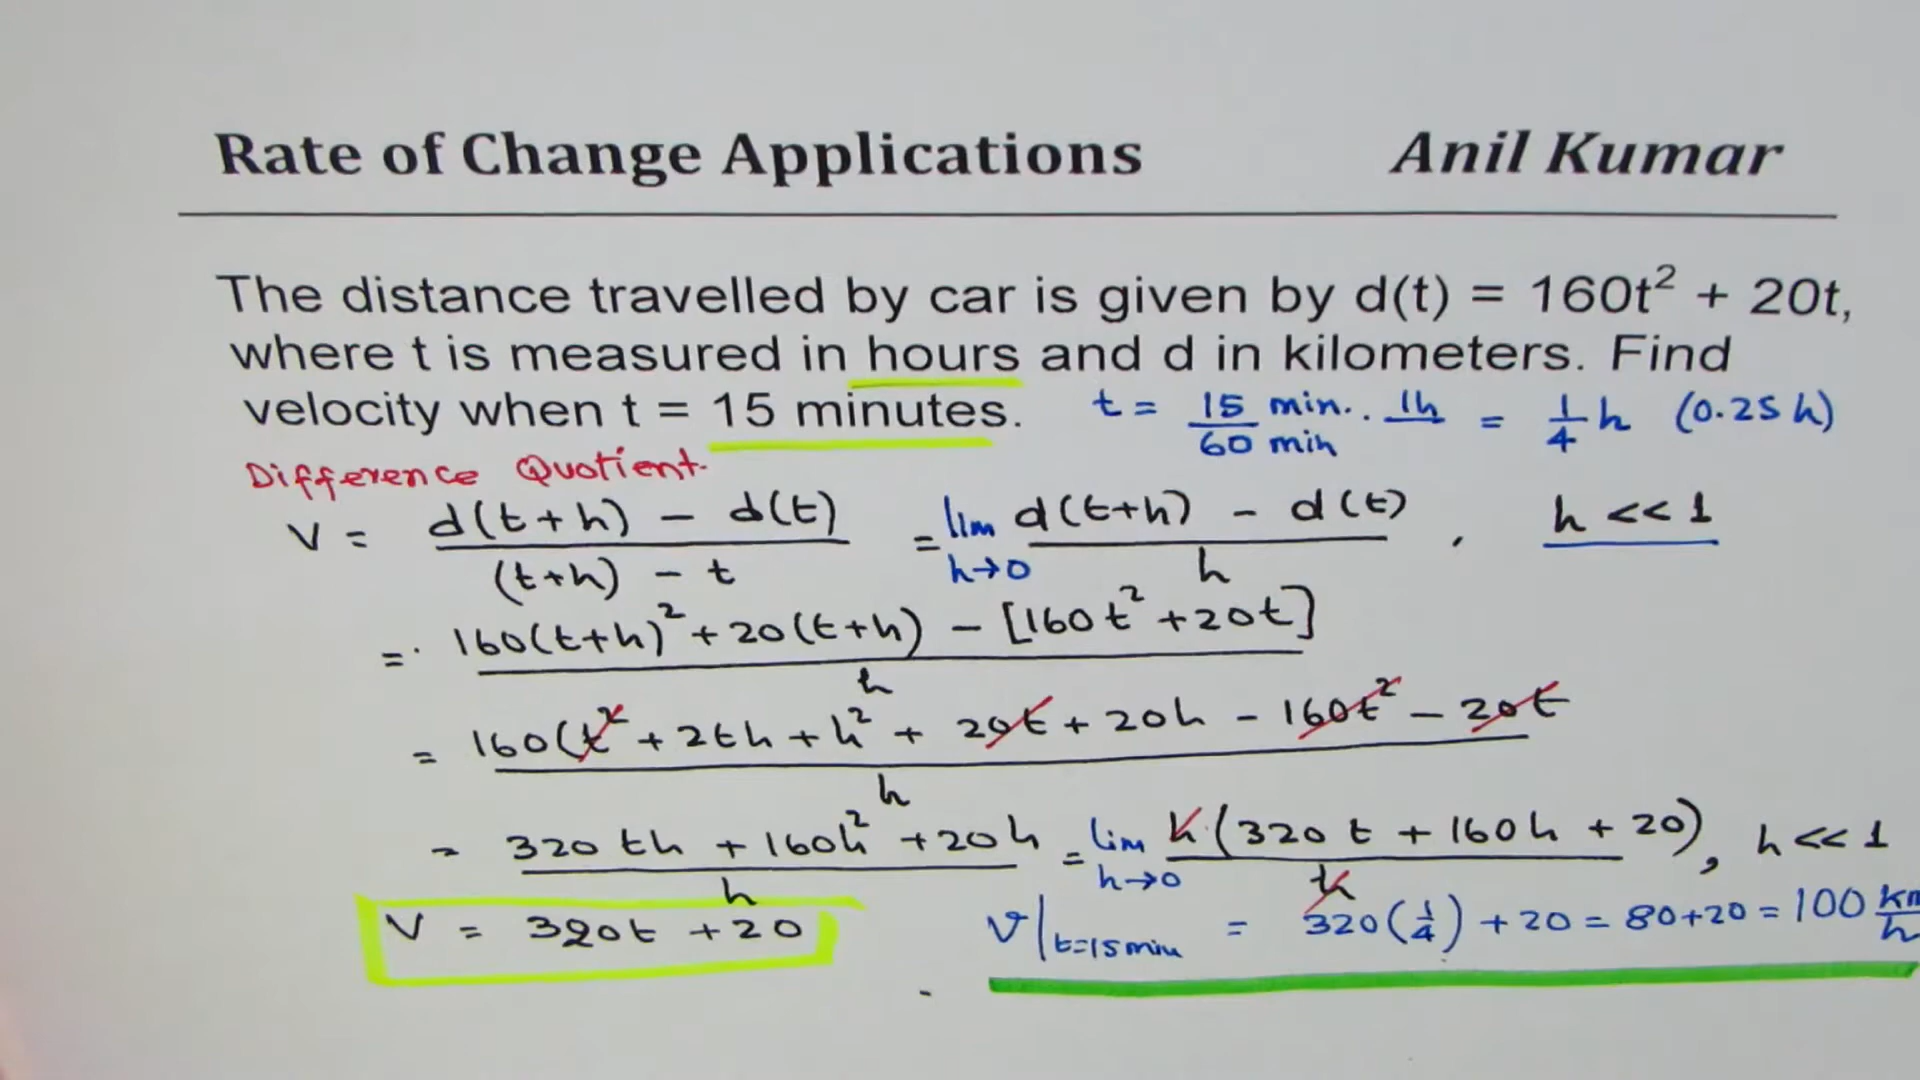 Rate of Change Applications Anil Kumar
The distance travelled by car is given by d(t) = 160t² + 20t,
where t is measured in hours and d in kilometers. Find
velocity when t = 15 minutes. t = 15/60 min. . 1h/min = 1/4 h (0.25 h)
Difference Quotient.
V = (d(t+h) - d(t))/((t+h) - t) = lim h→0 (d(t+h) - d(t))/h , h << 1
= (160(t+h)² + 20(t+h) - [160t² + 20t])/h
= (160(t² + 2th + h² + 20t + 20h - 160t² - 20t)/h
= (320th + 160h² + 20h)/h = lim h→0 h(320t + 160h + 20)/h , h << 1
V = 320t + 20 v|t=15min = 320(1/4) + 20 = 80+20 = 100 km/h